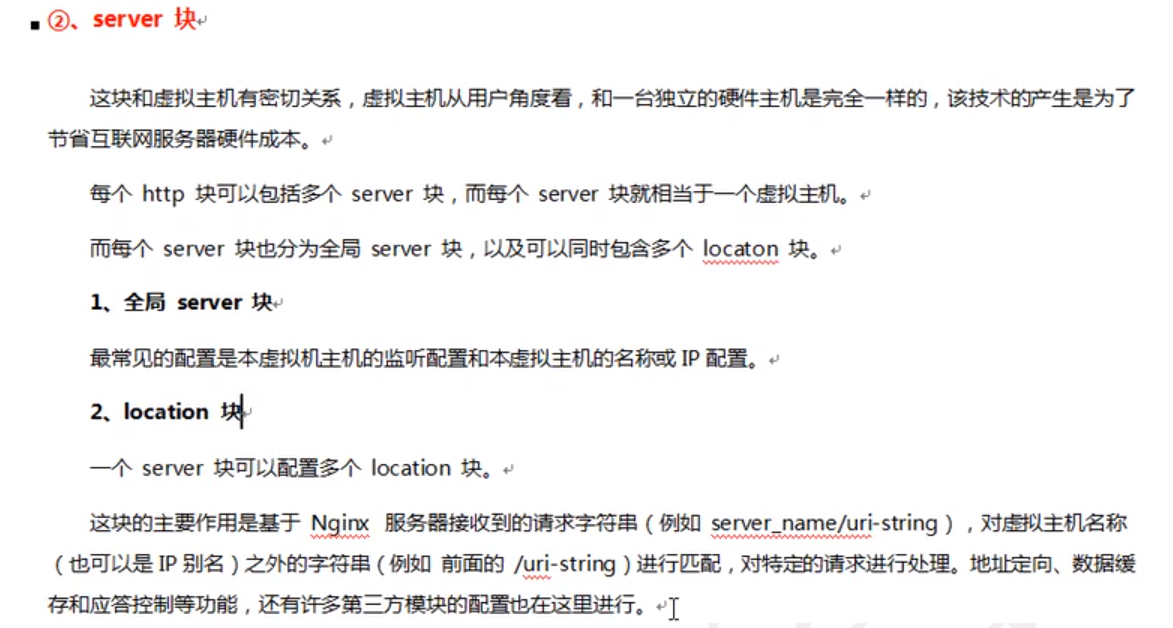 ②、server 块
这块和虚拟主机有密切关系，虚拟主机从用户角度看，和一台独立的硬件主机是完全一样的，该技术的产生是为了
节省互联网服务器硬件成本。
每个 http 块可以包括多个 server 块，而每个 server 块就相当于一个虚拟主机。
而每个 server 块也分为全局 server 块，以及可以同时包含多个 locaton 块。
1、全局 server 块
最常见的配置是本虚拟机主机的监听配置和本虚拟主机的名称或 IP 配置。
2、location 块
一个 server 块可以配置多个 location 块。
这块的主要作用是基于 Nginx 服务器接收到的请求字符串（例如 server_name/uri-string），对虚拟主机名称
（也可以是 IP 别名）之外的字符串（例如 前面的 /uri-string）进行匹配，对特定的请求进行处理。地址定向、数据缓
存和应答控制等功能，还有许多第三方模块的配置也在这里进行。